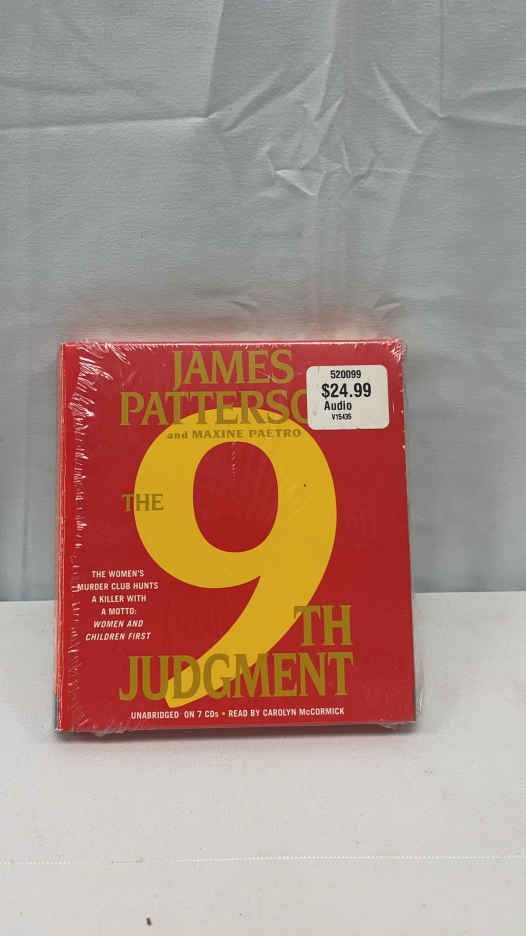 JAMES
PATTERSO
and MAXINE PAETRO
520099
$24.99
Audio
V15435
THE
9
TH
JUDGMENT
THE WOMEN'S
MURDER CLUB HUNTS
A KILLER WITH
A MOTTO:
WOMEN AND
CHILDREN FIRST
UNABRIDGED ON 7 CDs • READ BY CAROLYN McCORMICK